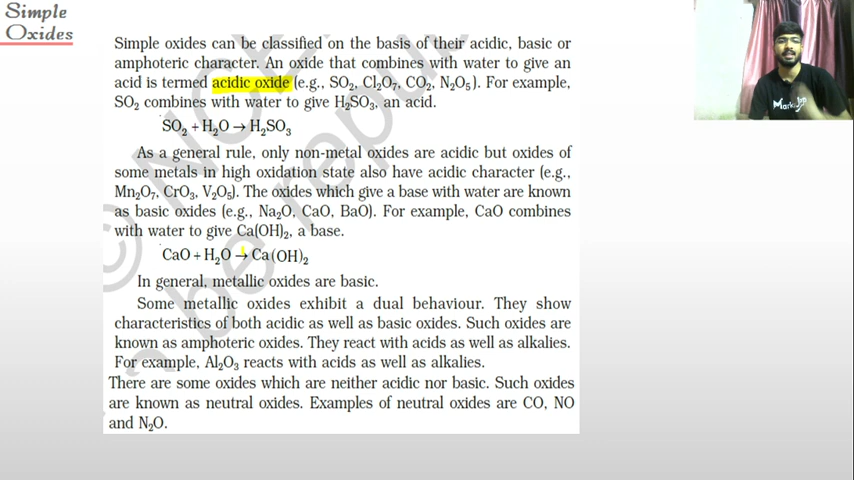 Simple
Oxides
Simple oxides can be classified on the basis of their acidic, basic or
amphoteric character. An oxide that combines with water to give an
acid is termed acidic oxide (e.g., SO₂, Cl₂O₇, CO₂, N₂O₅). For example,
SO₂ combines with water to give H₂SO₃, an acid.
SO₂ + H₂O → H₂SO₃
As a general rule, only non-metal oxides are acidic but oxides of
some metals in high oxidation state also have acidic character (e.g.,
Mn₂O₇, CrO₃, V₂O₅). The oxides which give a base with water are known
as basic oxides (e.g., Na₂O, CaO, BaO). For example, CaO combines
with water to give Ca(OH)₂, a base.
CaO + H₂O → Ca(OH)₂
In general, metallic oxides are basic.
Some metallic oxides exhibit a dual behaviour. They show
characteristics of both acidic as well as basic oxides. Such oxides are
known as amphoteric oxides. They react with acids as well as alkalies.
For example, Al₂O₃ reacts with acids as well as alkalies.
There are some oxides which are neither acidic nor basic. Such oxides
are known as neutral oxides. Examples of neutral oxides are CO, NO
and N₂O.